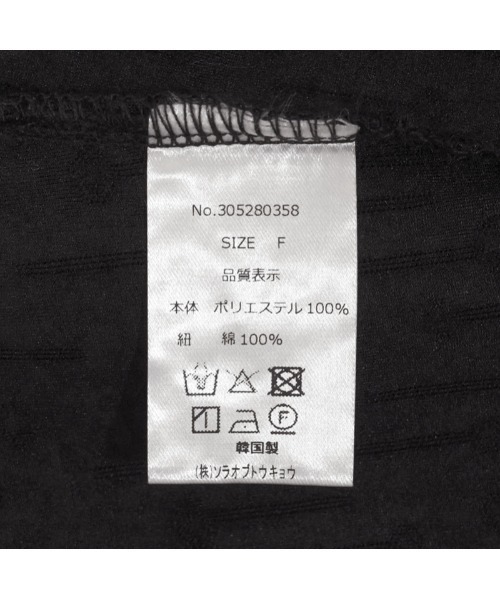 No.305280358
SIZE F
品質表示
本体 ポリエステル100%
紐 綿100%
F
韓国製
(株)ソラオブトウキョウ